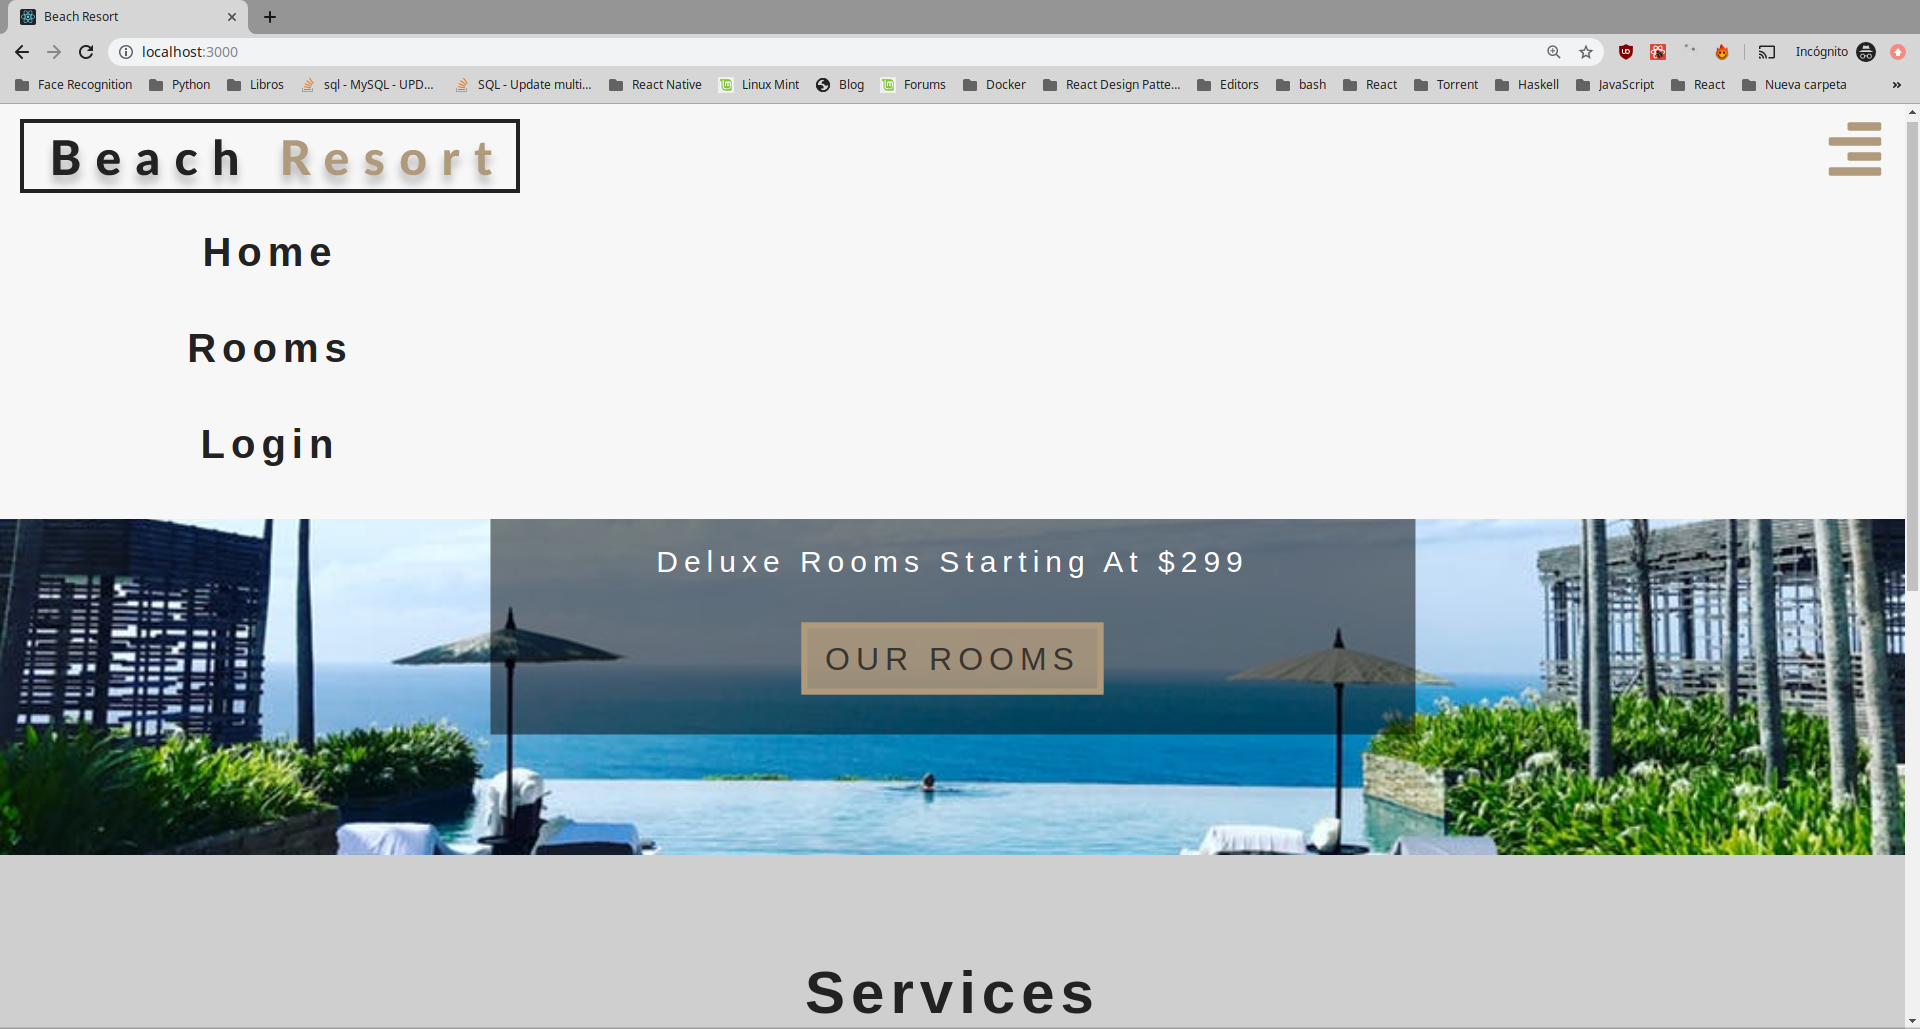 Beach Resort
localhost:3000
Incógnito
Face Recognition Python Libros sql - MySQL - UPD... SQL - Update multi... React Native Linux Mint Blog Forums Docker React Design Patte... Editors bash React Torrent Haskell JavaScript React Nueva carpeta »
Beach Resort
Home
Rooms
Login
Deluxe Rooms Starting At $299
OUR ROOMS
Services